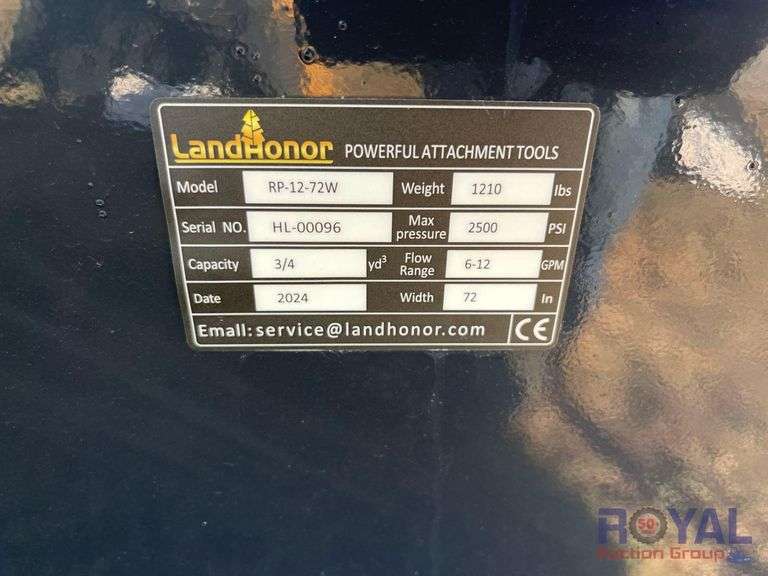 LandHonor POWERFUL ATTACHMENT TOOLS
Model RP-12-72W Weight 1210 lbs
Serial NO. HL-00096 Max pressure 2500 PSI
Capacity 3/4 yd³ Flow Range 6-12 GPM
Date 2024 Width 72 In
Email:service@landhonor.com CE
50
ROYAL
Auction Group